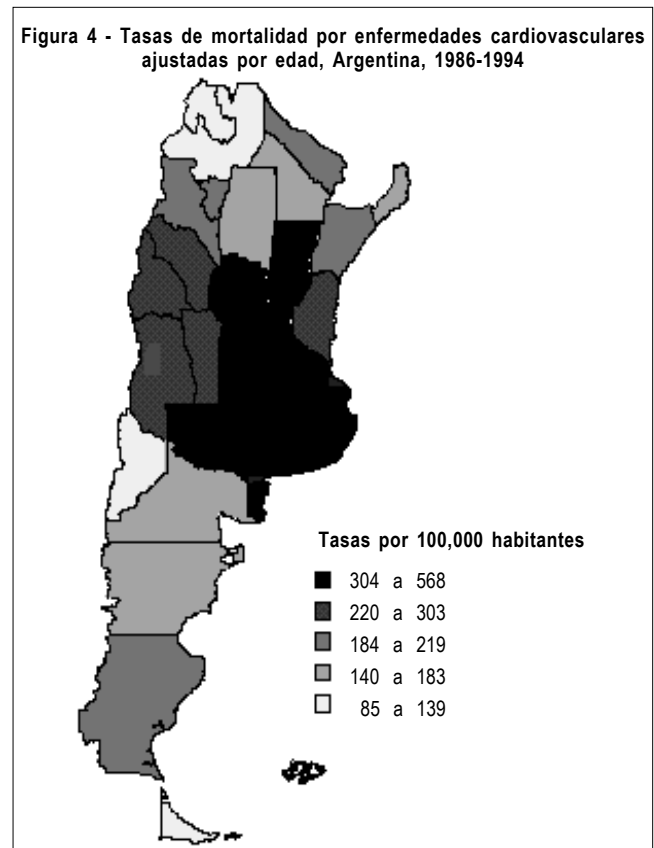 Figura 4 - Tasas de mortalidad por enfermedades cardiovasculares
ajustadas por edad, Argentina, 1986-1994
Tasas por 100,000 habitantes
304 a 568
220 a 303
184 a 219
140 a 183
85 a 139